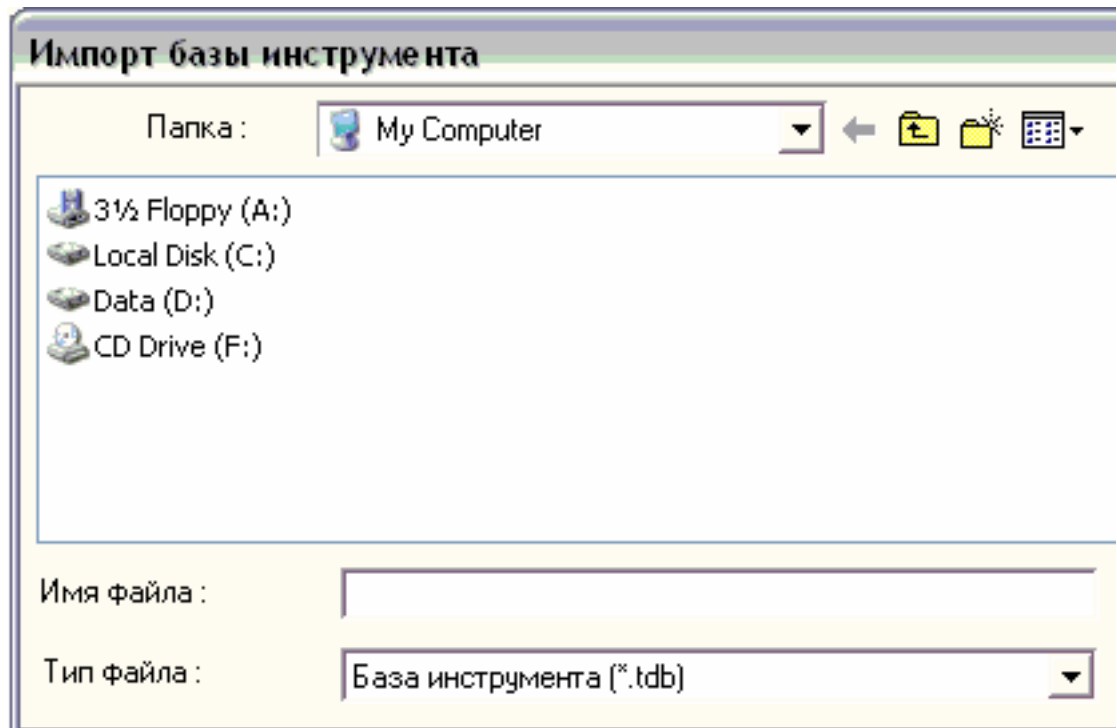 Импорт базы инструмента
Папка :
My Computer
3½ Floppy (A:)
Local Disk (C:)
Data (D:)
CD Drive (F:)
Имя файла :
Тип файла :
База инструмента (*.tdb)